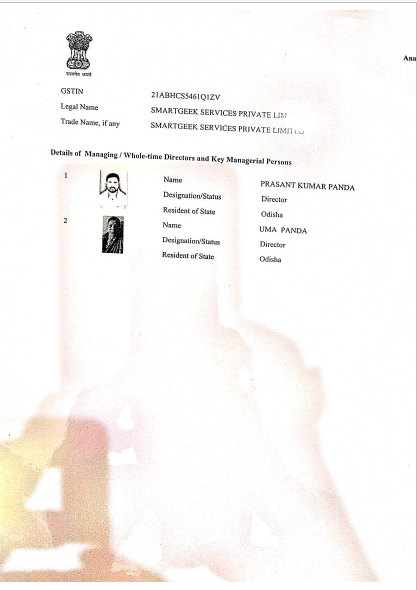 Ann
सत्यमेव जयते
GSTIN 21ABHCS5461Q1ZV
Legal Name SMARTGEEK SERVICES PRIVATE LIM
Trade Name, if any SMARTGEEK SERVICES PRIVATE LIMITED
Details of Managing / Whole-time Directors and Key Managerial Persons
1
Name PRASANT KUMAR PANDA
Designation/Status Director
Resident of State Odisha
2
Name UMA PANDA
Designation/Status Director
Resident of State Odisha